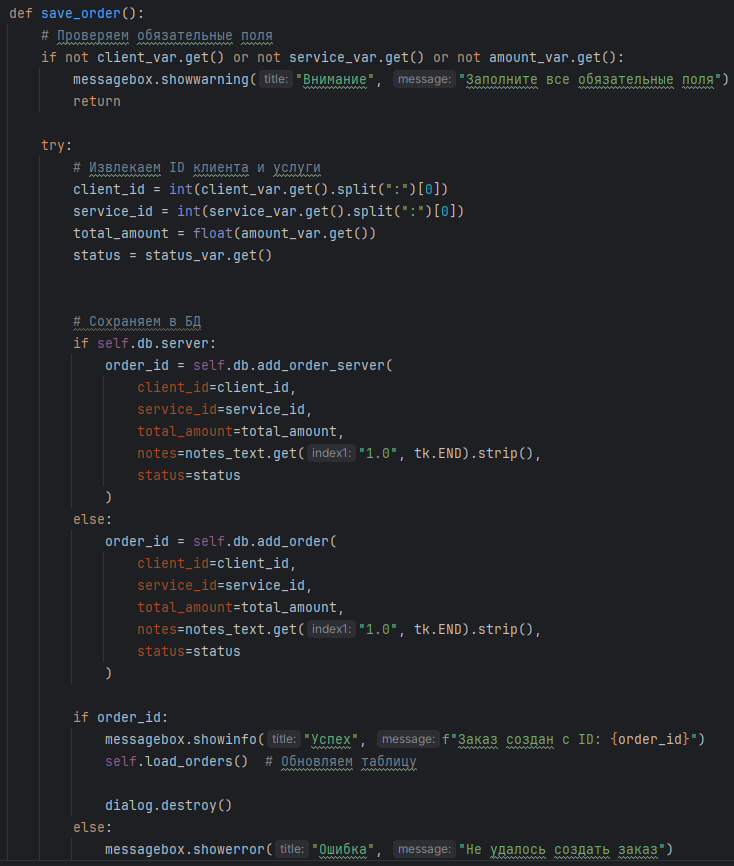 def save_order():
    # Проверяем обязательные поля
    if not client_var.get() or not service_var.get() or not amount_var.get():
        messagebox.showwarning(title: "Внимание", message: "Заполните все обязательные поля")
        return

    try:
        # Извлекаем ID клиента и услуги
        client_id = int(client_var.get().split(":")[0])
        service_id = int(service_var.get().split(":")[0])
        total_amount = float(amount_var.get())
        status = status_var.get()

        # Сохраняем в БД
        if self.db.server:
            order_id = self.db.add_order_server(
                client_id=client_id,
                service_id=service_id,
                total_amount=total_amount,
                notes=notes_text.get(index1: "1.0", tk.END).strip(),
                status=status
            )
        else:
            order_id = self.db.add_order(
                client_id=client_id,
                service_id=service_id,
                total_amount=total_amount,
                notes=notes_text.get(index1: "1.0", tk.END).strip(),
                status=status
            )

        if order_id:
            messagebox.showinfo(title: "Успех", message: f"Заказ создан с ID: {order_id}")
            self.load_orders()  # Обновляем таблицу

            dialog.destroy()
        else:
            messagebox.showerror(title: "Ошибка", message: "Не удалось создать заказ")